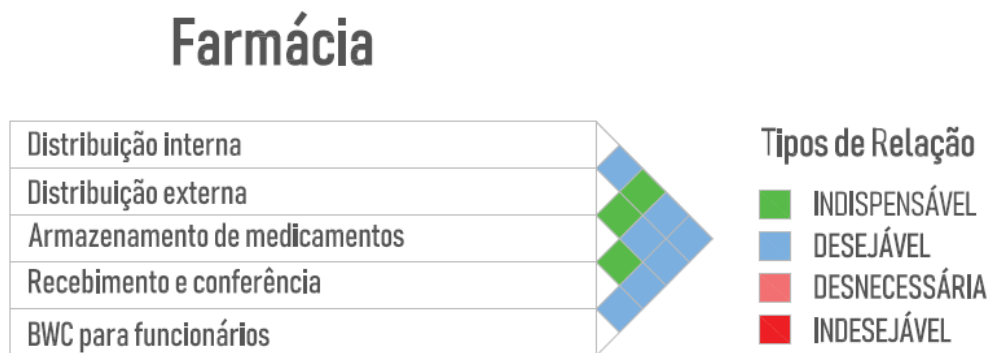 Farmácia
Distribuição interna
Distribuição externa
Armazenamento de medicamentos
Recebimento e conferência
BWC para funcionários
Tipos de Relação
INDISPENSÁVEL
DESEJÁVEL
DESNECESSÁRIA
INDESEJÁVEL